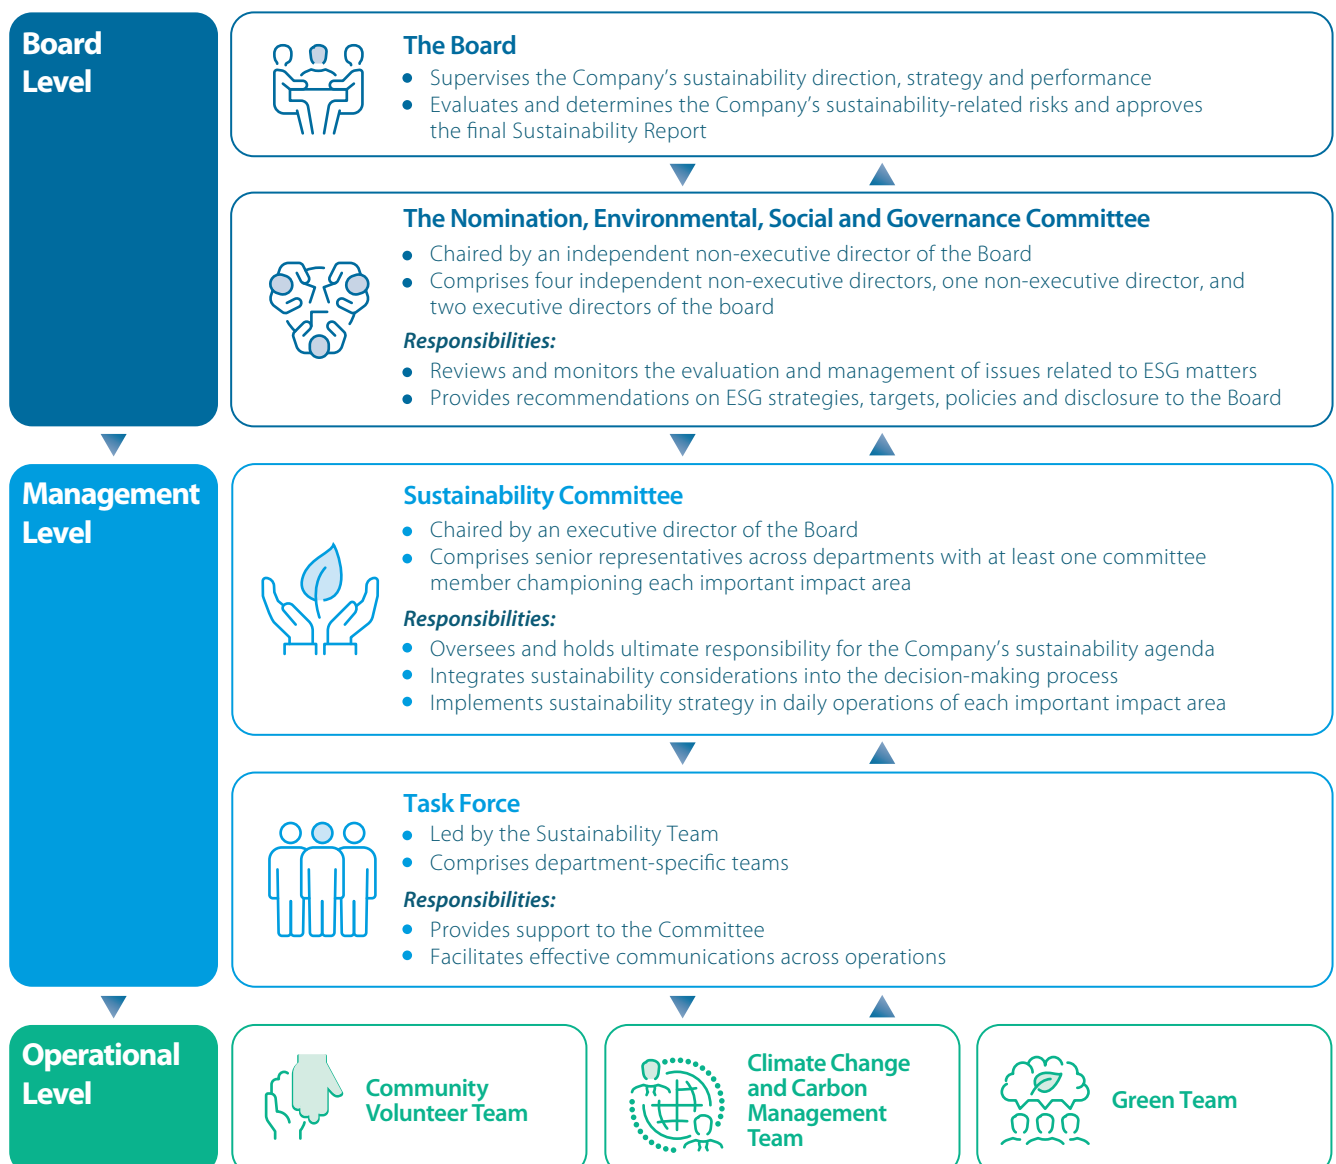 Board
Level
The Board
• Supervises the Company’s sustainability direction, strategy and performance
• Evaluates and determines the Company’s sustainability-related risks and approves
the final Sustainability Report
The Nomination, Environmental, Social and Governance Committee
• Chaired by an independent non-executive director of the Board
• Comprises four independent non-executive directors, one non-executive director, and
two executive directors of the board
Responsibilities:
• Reviews and monitors the evaluation and management of issues related to ESG matters
• Provides recommendations on ESG strategies, targets, policies and disclosure to the Board
Management
Level
Sustainability Committee
• Chaired by an executive director of the Board
• Comprises senior representatives across departments with at least one committee
member championing each important impact area
Responsibilities:
• Oversees and holds ultimate responsibility for the Company’s sustainability agenda
• Integrates sustainability considerations into the decision-making process
• Implements sustainability strategy in daily operations of each important impact area
Task Force
• Led by the Sustainability Team
• Comprises department-specific teams
Responsibilities:
• Provides support to the Committee
• Facilitates effective communications across operations
Operational
Level
Community
Volunteer Team
Climate Change
and Carbon
Management
Team
Green Team